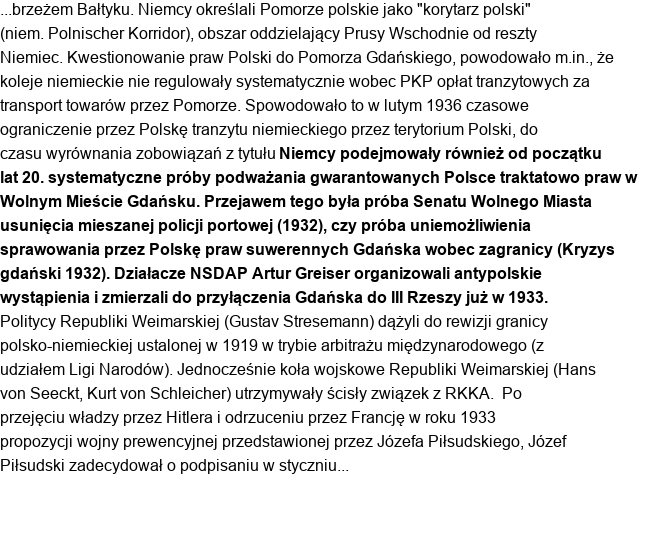 ...brzeżem Bałtyku. Niemcy określali Pomorze polskie jako "korytarz polski"
(niem. Polnischer Korridor), obszar oddzielający Prusy Wschodnie od reszty
Niemiec. Kwestionowanie praw Polski do Pomorza Gdańskiego, powodowało m.in., że
koleje niemieckie nie regulowały systematycznie wobec PKP opłat tranzytowych za
transport towarów przez Pomorze. Spowodowało to w lutym 1936 czasowe
ograniczenie przez Polskę tranzytu niemieckiego przez terytorium Polski, do
czasu wyrównania zobowiązań z tytułu Niemcy podejmowały również od początku
lat 20. systematyczne próby podważania gwarantowanych Polsce traktatowo praw w
Wolnym Mieście Gdańsku. Przejawem tego była próba Senatu Wolnego Miasta
usunięcia mieszanej policji portowej (1932), czy próba uniemożliwienia
sprawowania przez Polskę praw suwerennych Gdańska wobec zagranicy (Kryzys
gdański 1932). Działacze NSDAP Artur Greiser organizowali antypolskie
wystąpienia i zmierzali do przyłączenia Gdańska do III Rzeszy już w 1933.
Politycy Republiki Weimarskiej (Gustav Stresemann) dążyli do rewizji granicy
polsko-niemieckiej ustalonej w 1919 w trybie arbitrażu międzynarodowego (z
udziałem Ligi Narodów). Jednocześnie koła wojskowe Republiki Weimarskiej (Hans
von Seeckt, Kurt von Schleicher) utrzymywały ścisły związek z RKKA.  Po
przejęciu władzy przez Hitlera i odrzuceniu przez Francję w roku 1933
propozycji wojny prewencyjnej przedstawionej przez Józefa Piłsudskiego, Józef
Piłsudski zadecydował o podpisaniu w styczniu...